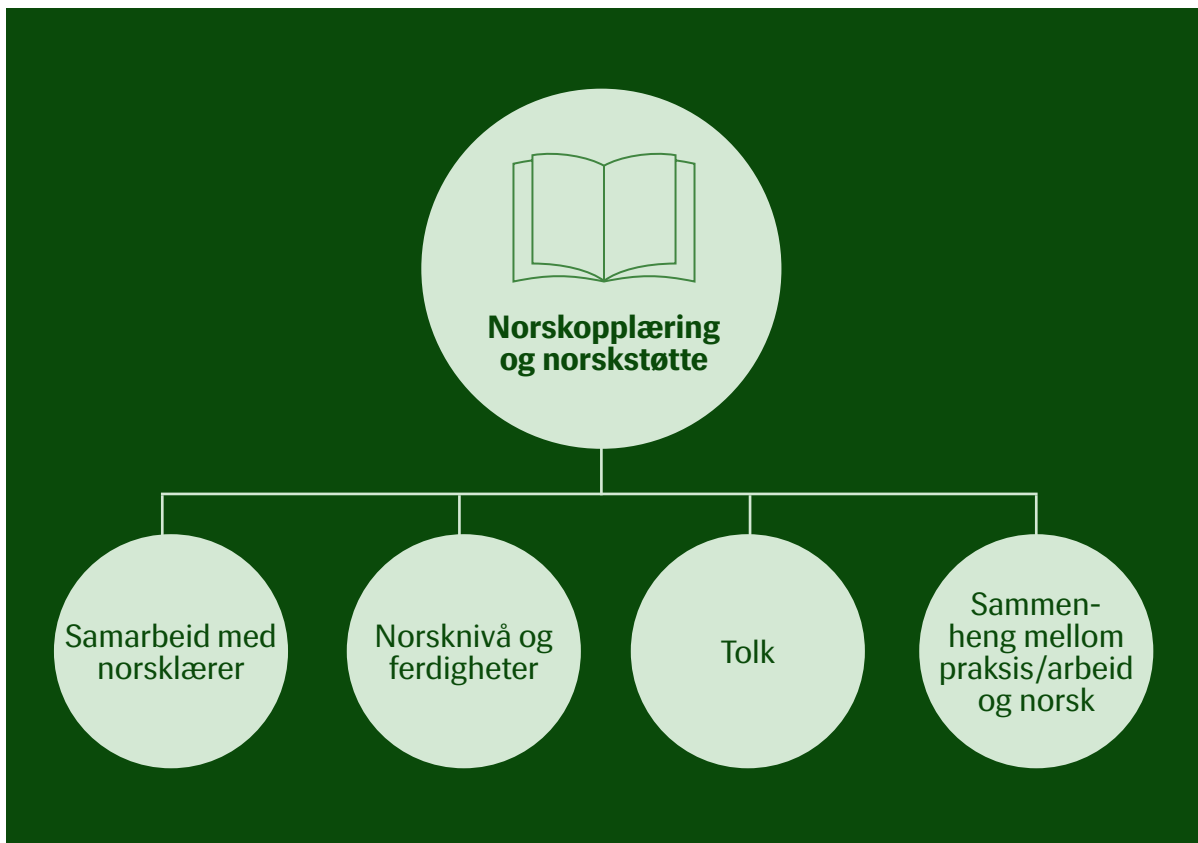 Norskopplæring
og norskstøtte
Samarbeid med
norsklærer
Norsknivå og
ferdigheter
Tolk
Sammen-
heng mellom
praksis/arbeid
og norsk